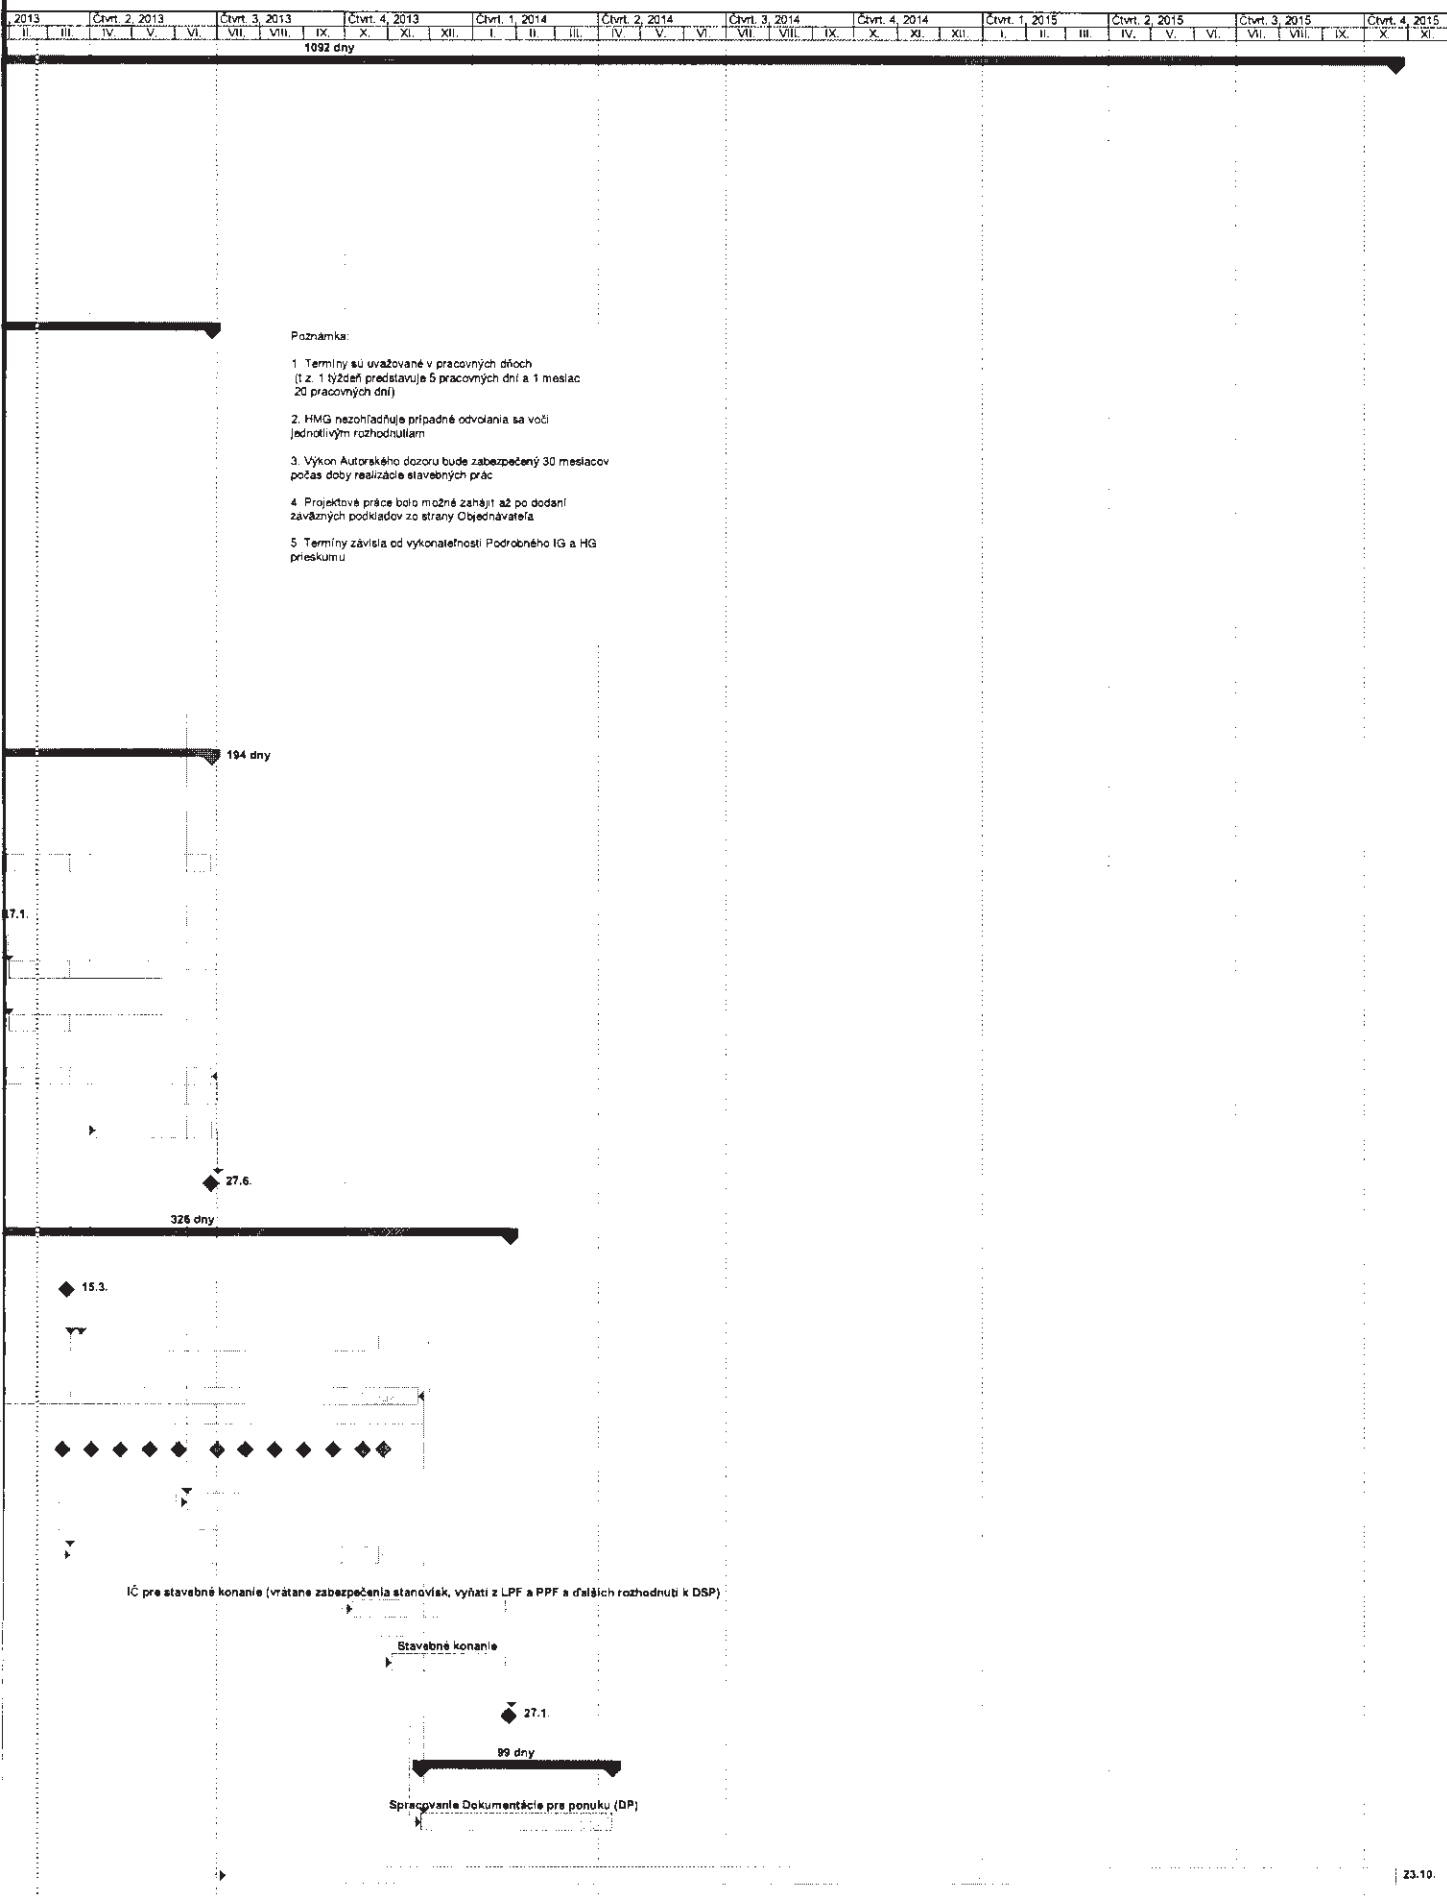 2013 Čtvrt. 2, 2013 Čtvrt. 3, 2013 Čtvrt. 4, 2013 Čtvrt. 1, 2014 Čtvrt. 2, 2014 Čtvrt. 3, 2014 Čtvrt. 4, 2014 Čtvrt. 1, 2015 Čtvrt. 2, 2015 Čtvrt. 3, 2015 Čtvrt. 4, 2015
II. III. IV. V. VI. VII. VIII. IX. X. XI. XII. I. II. III. IV. V. VI. VII. VIII. IX. X. XI. XII. I. II. III. IV. V. VI. VII. VIII. IX. X. XI.
1092 dny
Poznámka:
1 Termíny sú uvažované v pracovných dňoch
(t z. 1 týždeň predstavuje 5 pracovných dní a 1 mesiac
20 pracovných dní)
2. HMG nezohľadňuje prípadné odvolania sa voči
jednotlivým rozhodnutiam
3. Výkon Autorského dozoru bude zabezpečený 30 mesiacov
počas doby realizácie stavebných prác
4 Projektové práce bolo možné zahájiť až po dodaní
záväzných podkladov zo strany Objednávateľa
5 Termíny závisia od vykonateľnosti Podrobného IG a HG
prieskumu
194 dny
7.1.
27.6.
326 dny
15.3.
IČ pre stavebné konanie (vrátane zabezpečenia stanovísk, vyňatí z LPF a PPF a ďalších rozhodnutí k DSP)
Stavebné konanie
27.1.
99 dny
Spracovanie Dokumentácie pre ponuku (DP)
23.10.